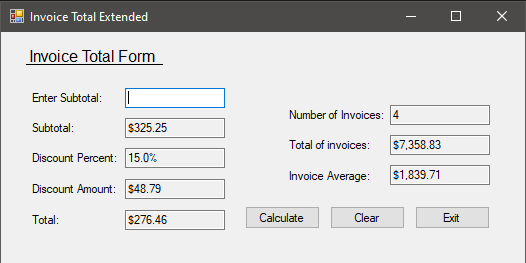 Invoice Total Extended
Invoice Total Form
Enter Subtotal:
Subtotal: $325.25
Discount Percent: 15.0%
Discount Amount: $48.79
Total: $276.46
Number of Invoices: 4
Total of invoices: $7,358.83
Invoice Average: $1,839.71
Calculate Clear Exit